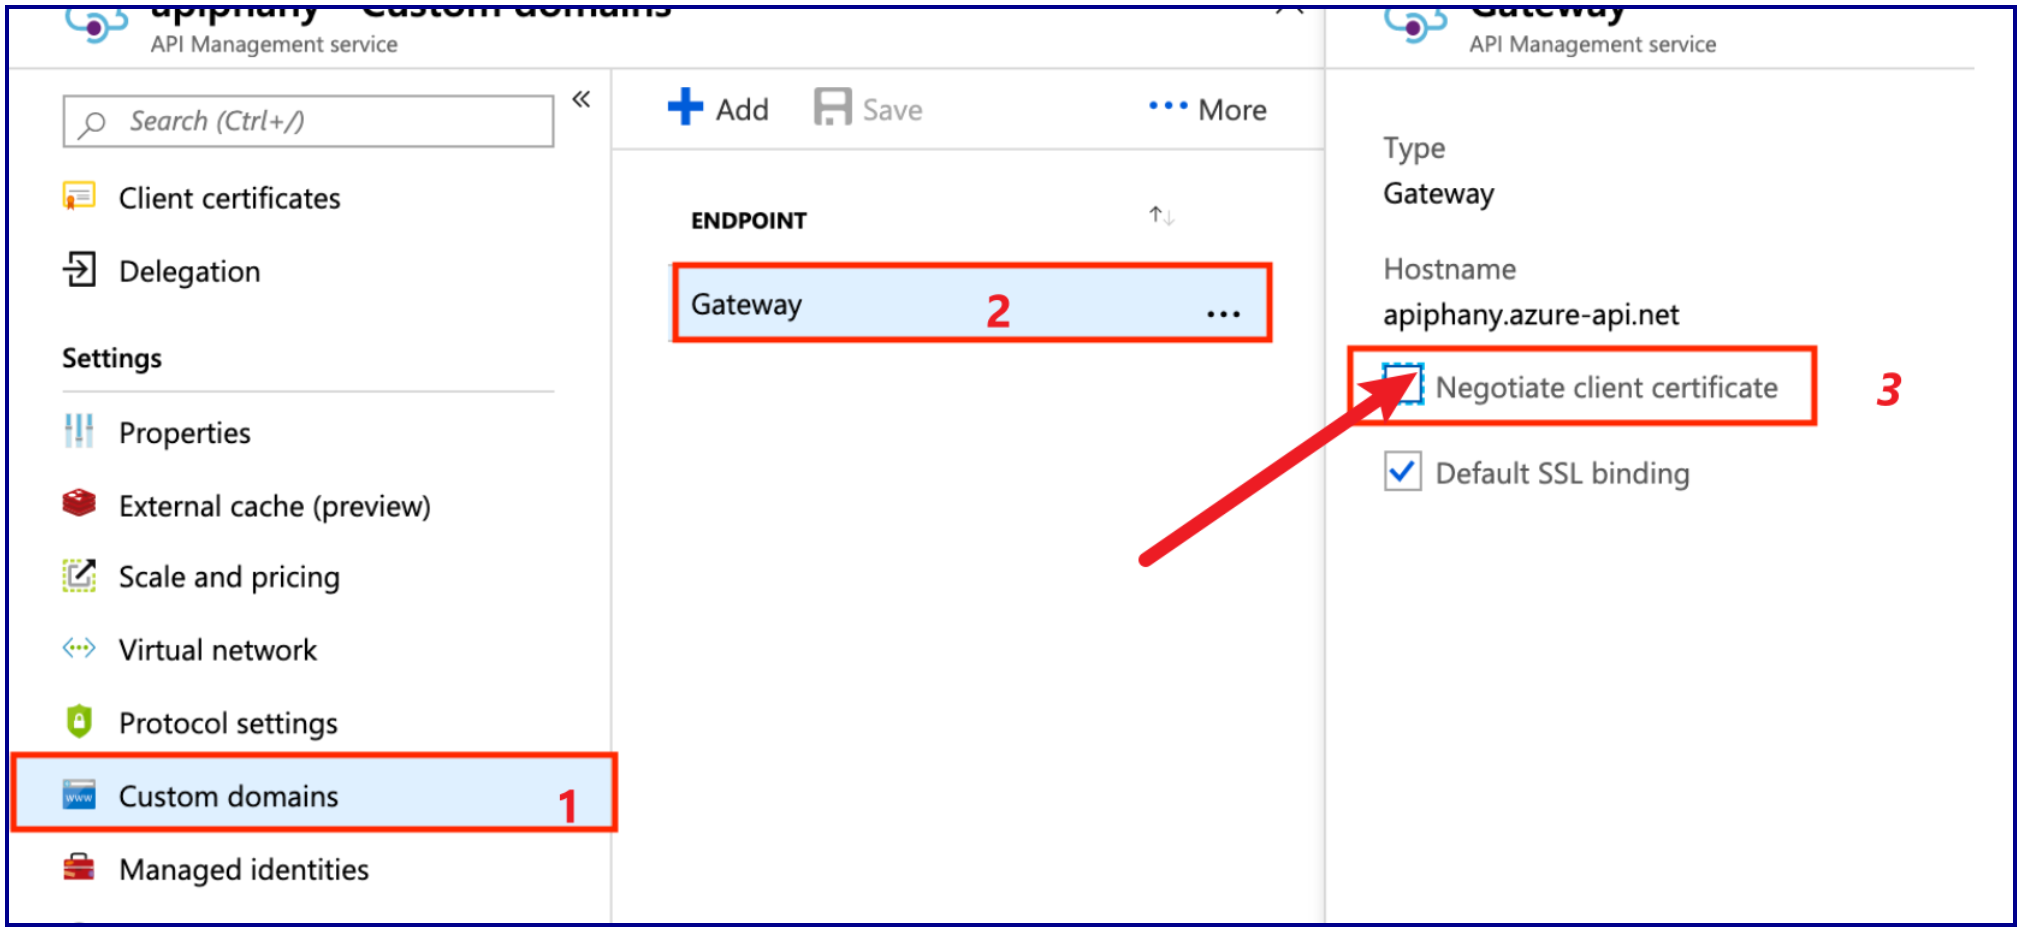 apiphany - Custom domains
API Management service
Search (Ctrl+/)
«
Client certificates
Delegation
Settings
Properties
External cache (preview)
Scale and pricing
Virtual network
Protocol settings
www
Custom domains 1
Managed identities
Add
Save
... More
ENDPOINT ↑↓
Gateway 2 ...
Gateway
API Management service
Type
Gateway
Hostname
apiphany.azure-api.net
Negotiate client certificate 3
Default SSL binding